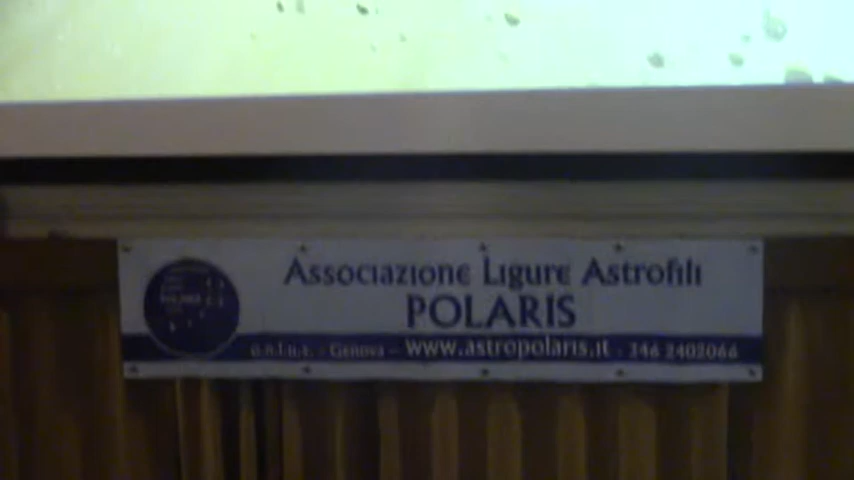 Associazione Ligure Astrofili
POLARIS
o.n.l.u.s. - Genova - www.astropolaris.it - 346 2402066